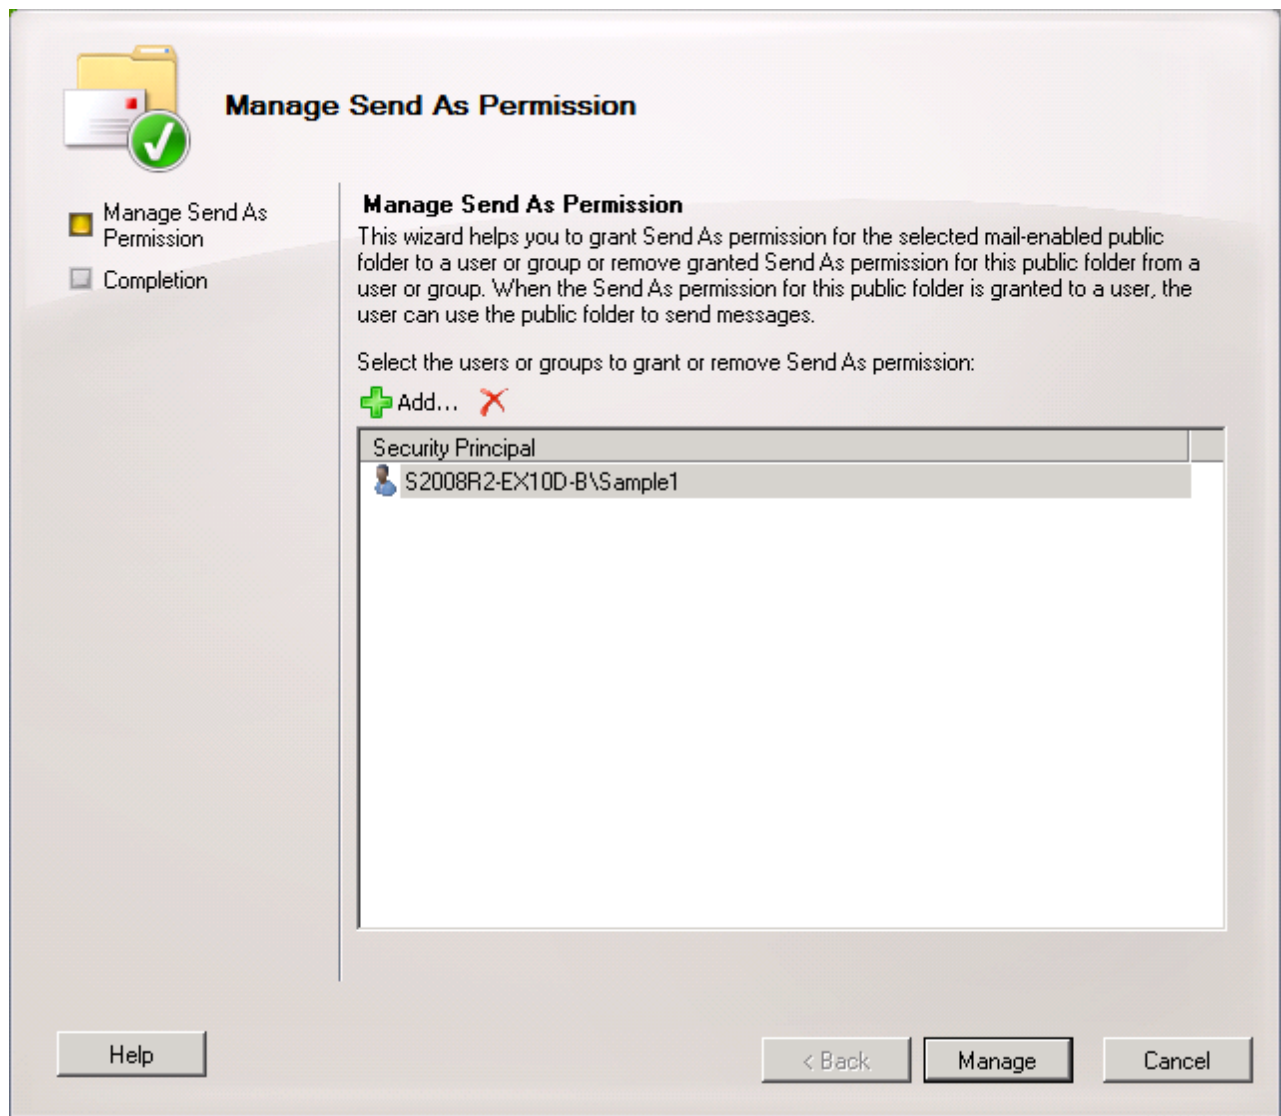 Manage Send As Permission
Manage Send As
Permission
Completion
Manage Send As Permission
This wizard helps you to grant Send As permission for the selected mail-enabled public
folder to a user or group or remove granted Send As permission for this public folder from a
user or group. When the Send As permission for this public folder is granted to a user, the
user can use the public folder to send messages.
Select the users or groups to grant or remove Send As permission:
Add...
Security Principal
S2008R2-EX10D-B\Sample1
Help
< Back
Manage
Cancel